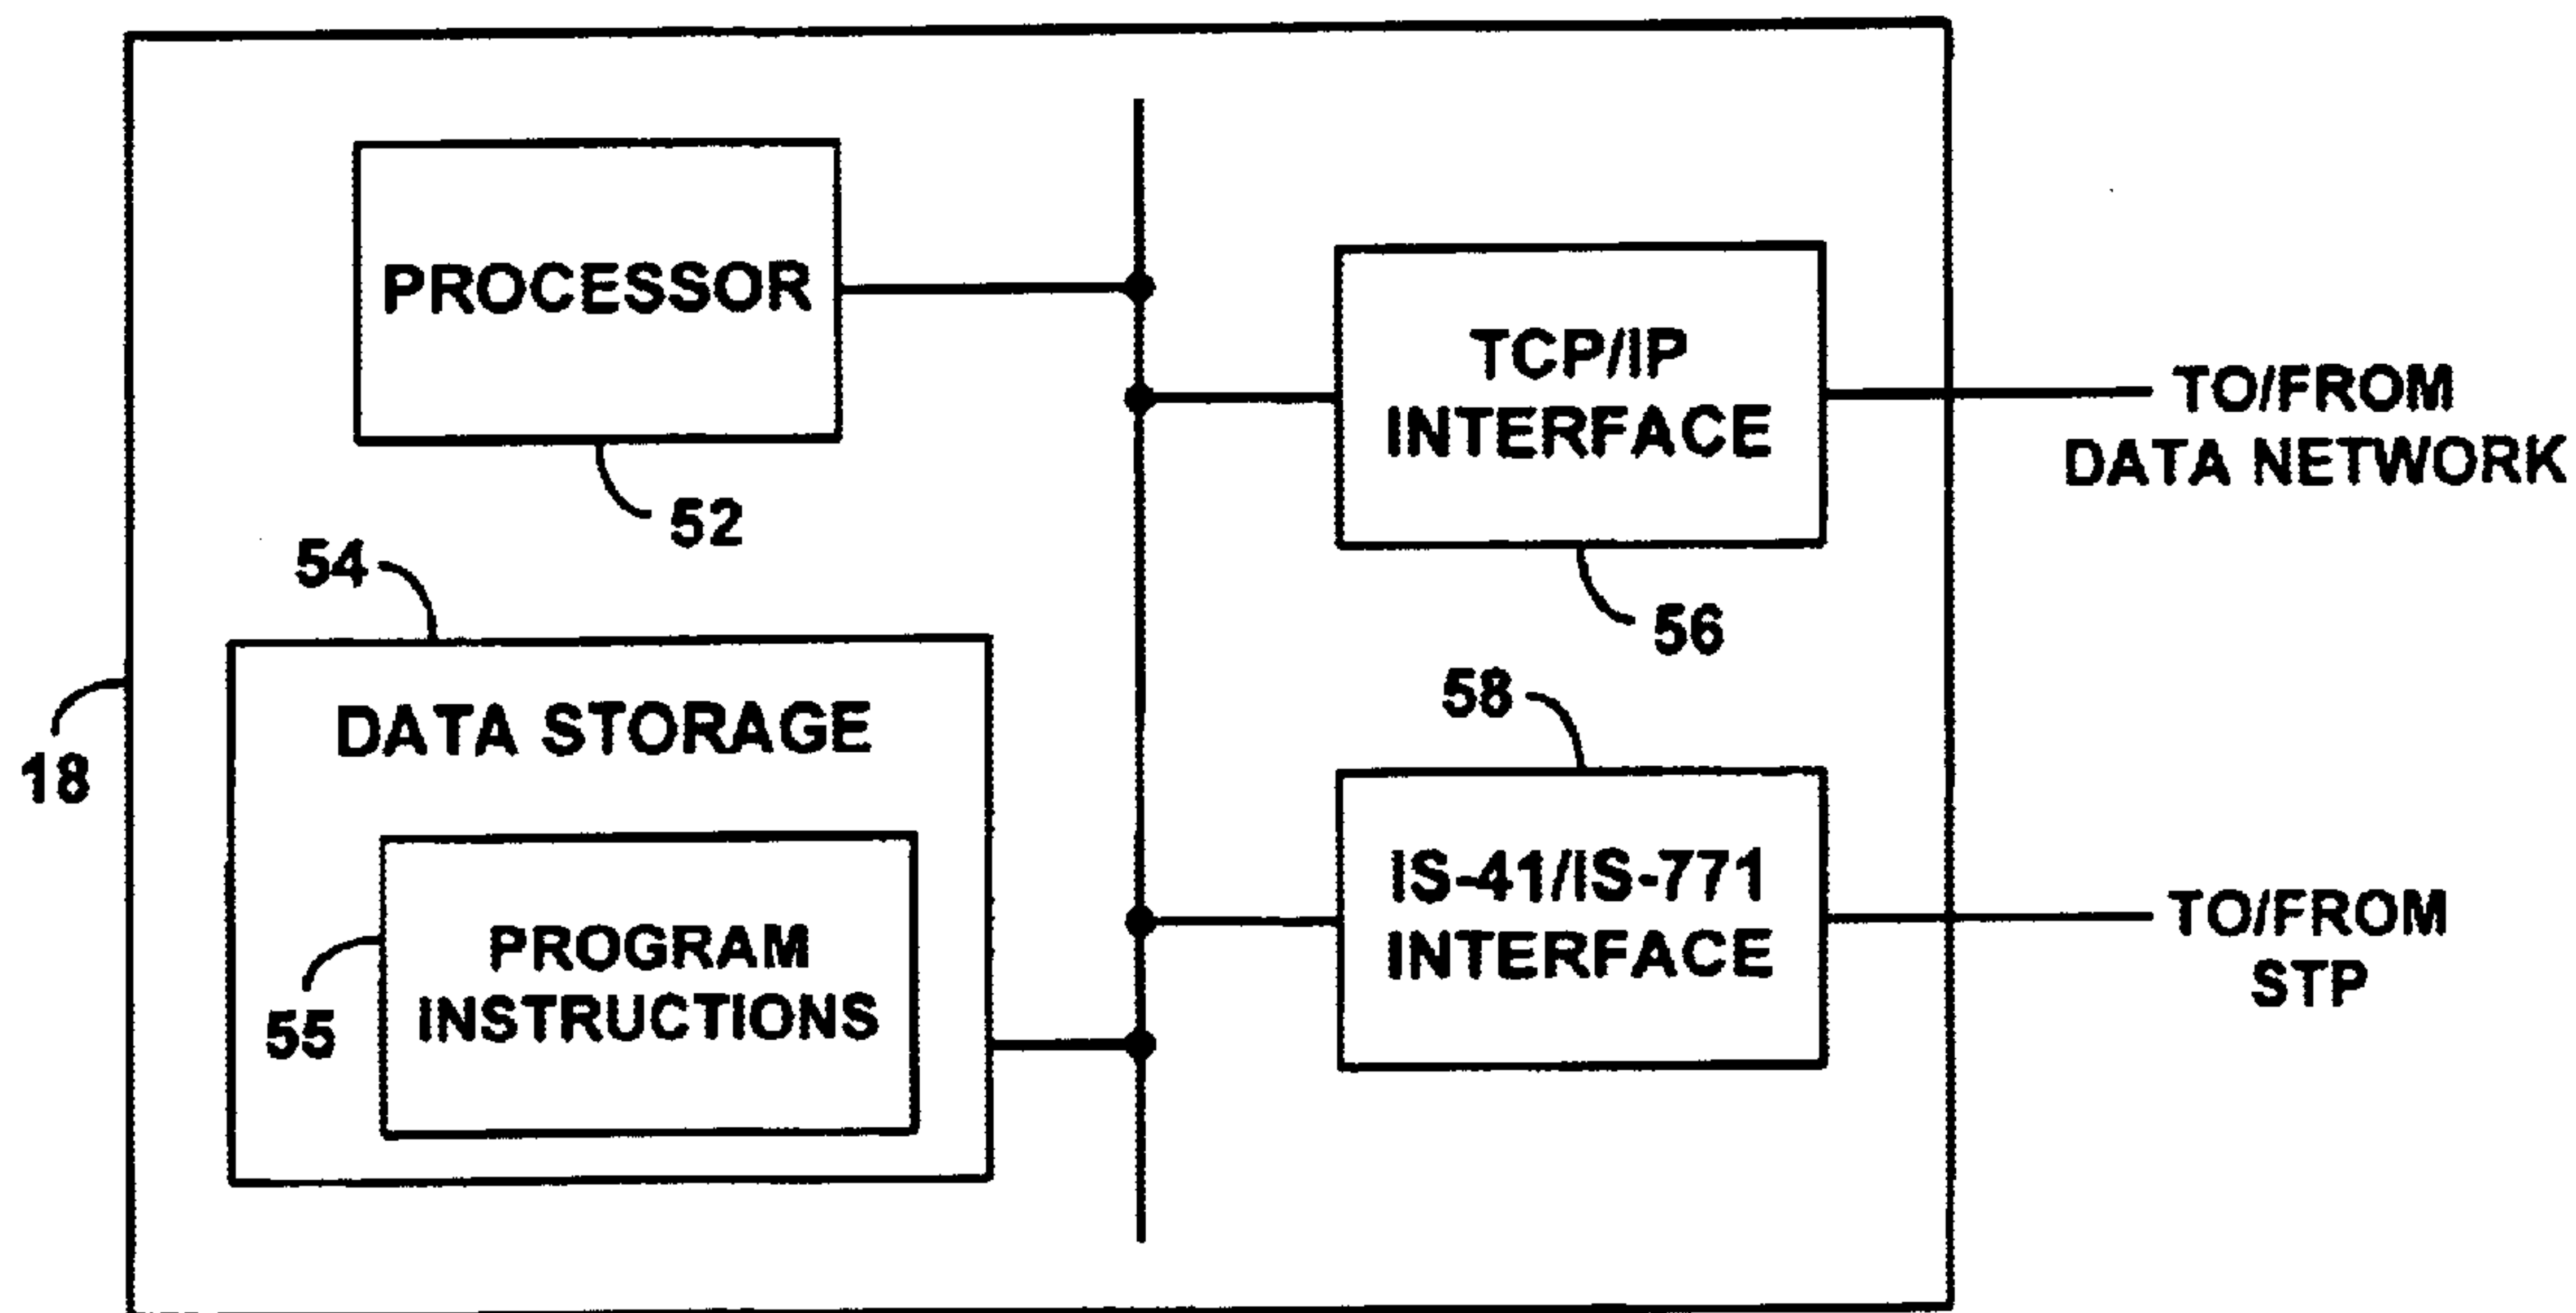 PROCESSOR
52
54
DATA STORAGE
18
PROGRAM
INSTRUCTIONS
55
TCP/IP
INTERFACE
56
TO/FROM
DATA NETWORK
58
IS-41/IS-771
INTERFACE
TO/FROM
STP